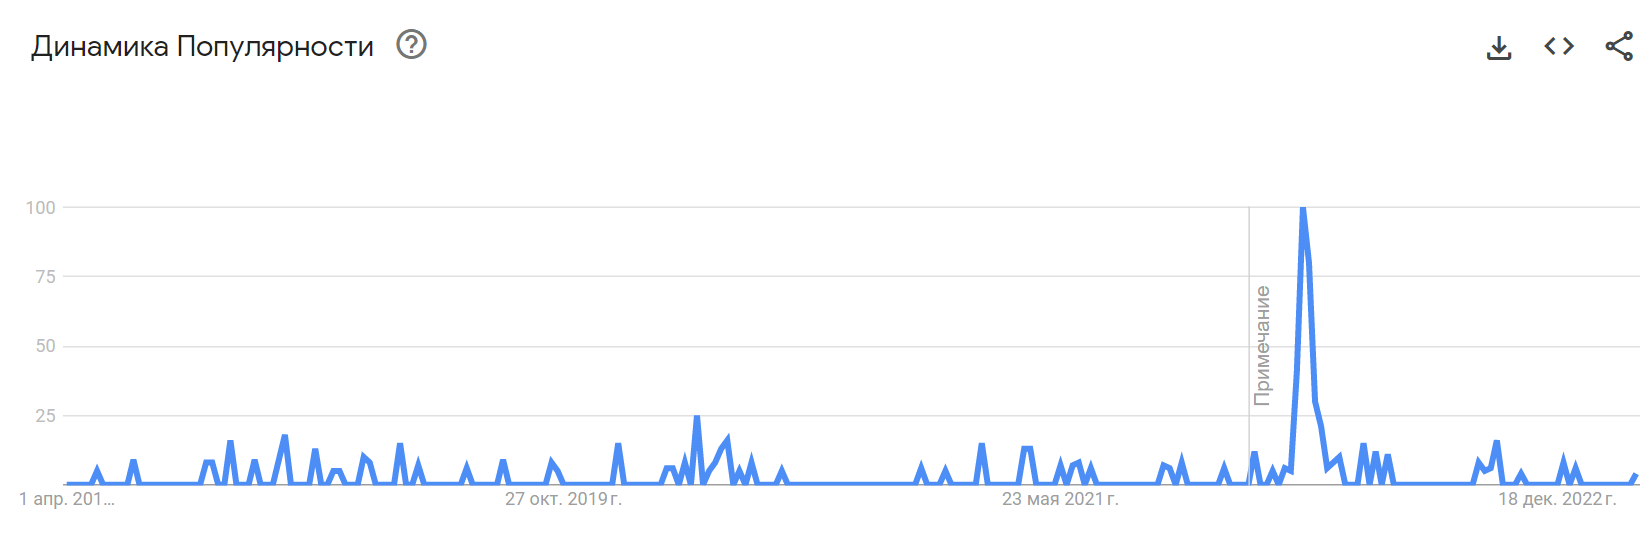 Динамика Популярности
100
75
50
25
Примечание
1 апр. 201…
27 окт. 2019 г.
23 мая 2021 г.
18 дек. 2022 г.